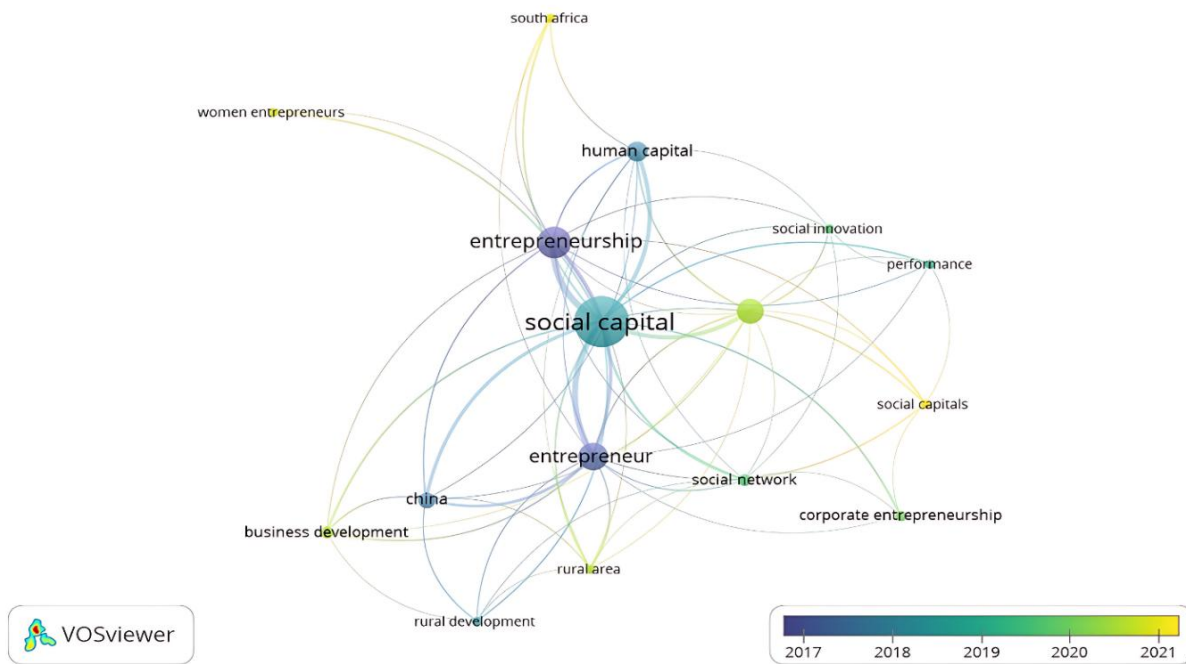 south africa
women entrepreneurs
human capital
entrepreneurship
social innovation
performance
social capital
social capitals
entrepreneur
social network
china
corporate entrepreneurship
business development
rural area
rural development
VOSviewer
2017 2018 2019 2020 2021